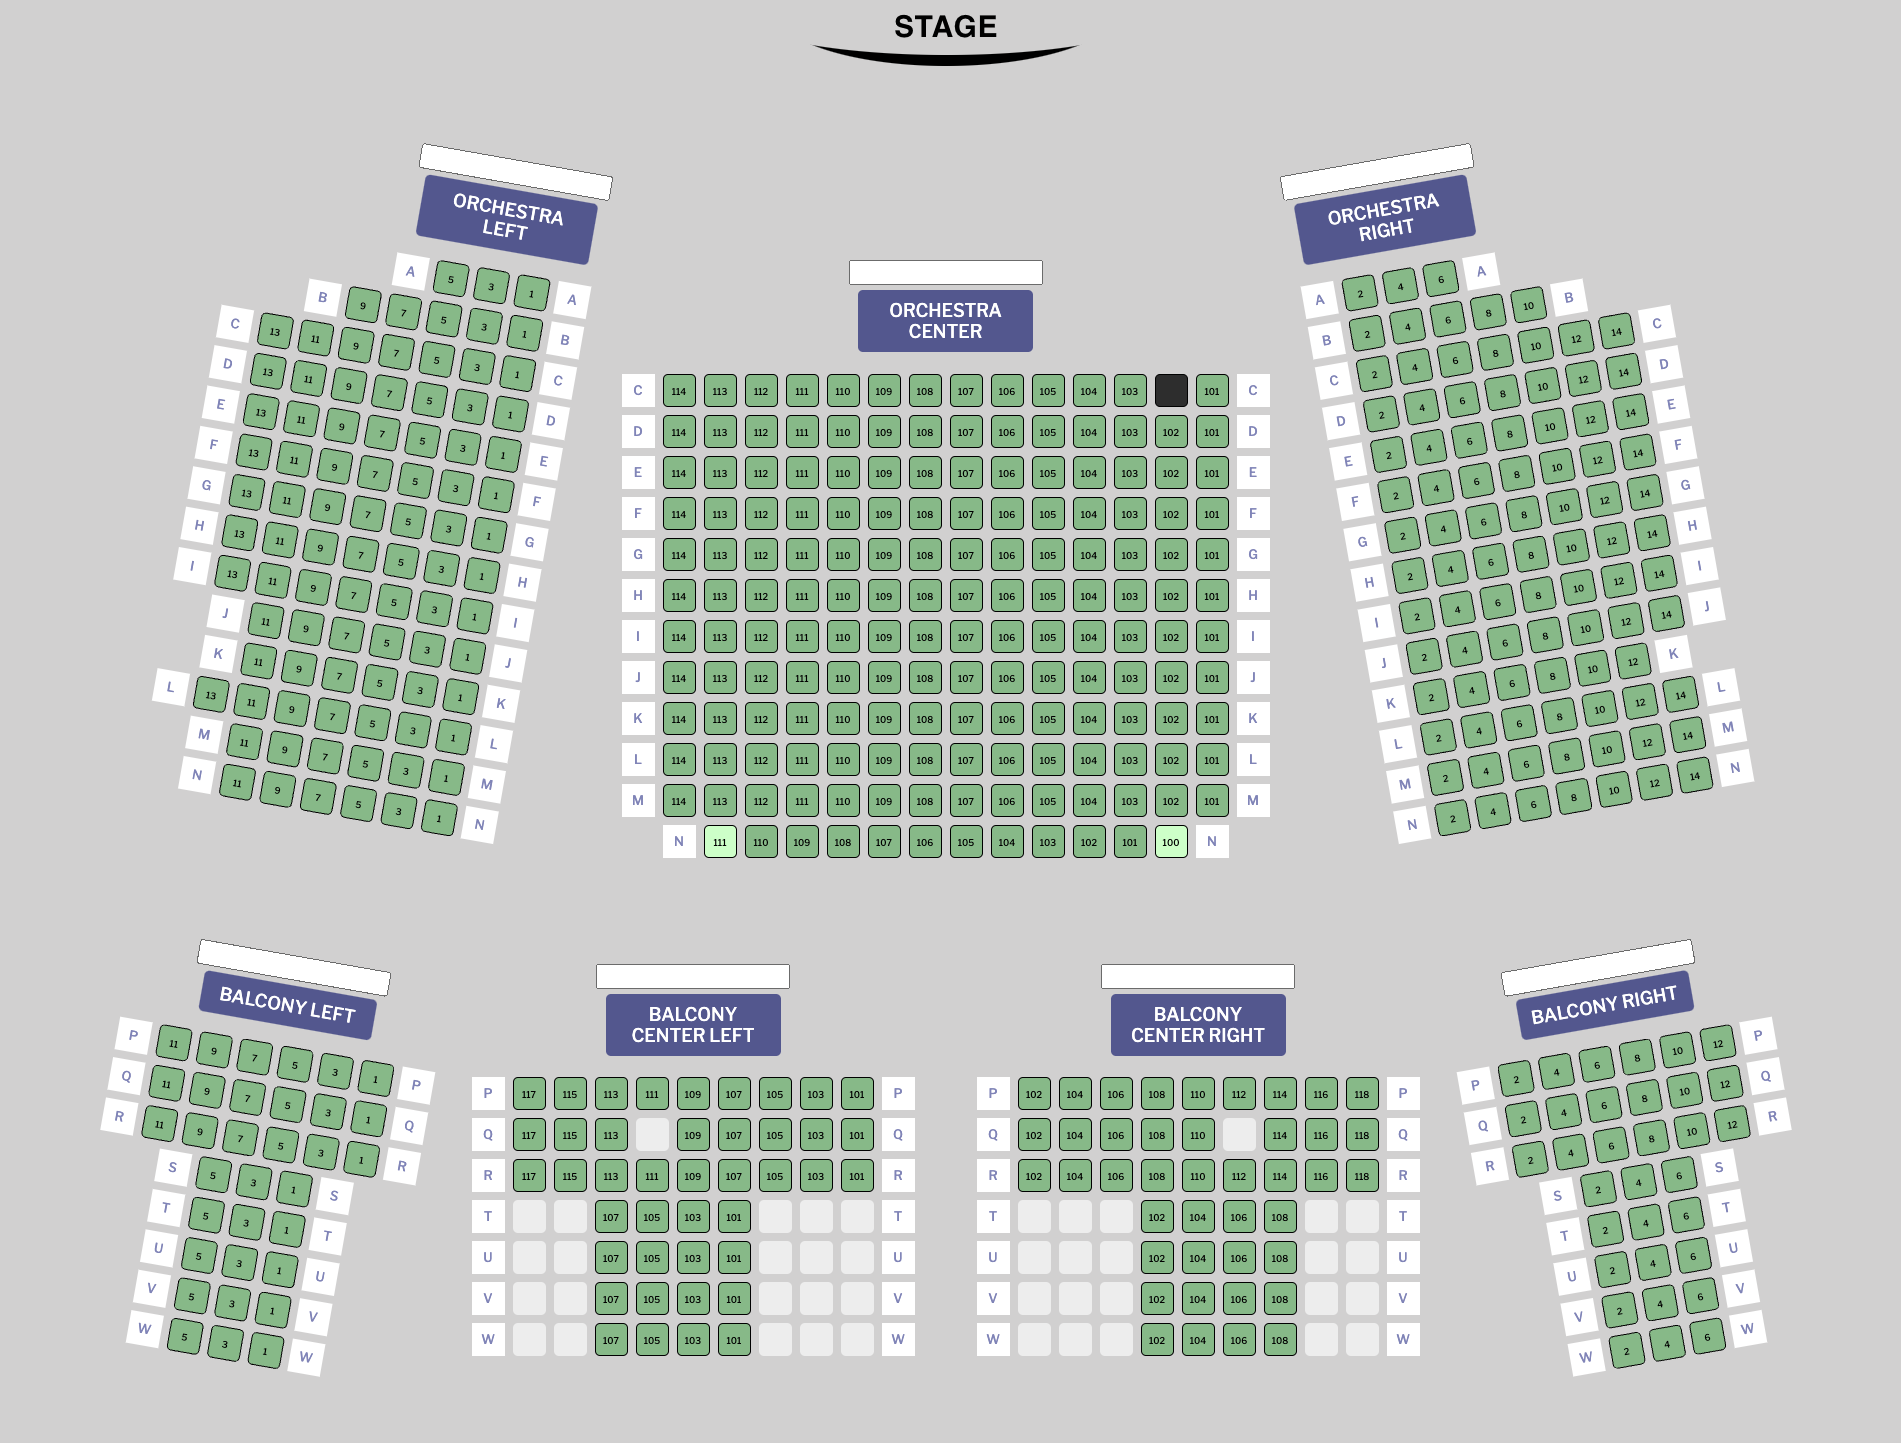 STAGE
ORCHESTRA
LEFT
A 5 3 1 A
B 9 7 5 3 1 B
C 13 11 9 7 5 3 1 C
D 13 11 9 7 5 3 1 D
E 13 11 9 7 5 3 1 E
F 13 11 9 7 5 3 1 F
G 13 11 9 7 5 3 1 G
H 13 11 9 7 5 3 1 H
I 13 11 9 7 5 3 1 I
J 11 9 7 5 3 1 J
K 11 9 7 5 3 1 K
L 13 11 9 7 5 3 1 L
M 11 9 7 5 3 1 M
N 11 9 7 5 3 1 N
ORCHESTRA
CENTER
C 114 113 112 111 110 109 108 107 106 105 104 103 101 C
D 114 113 112 111 110 109 108 107 106 105 104 103 102 101 D
E 114 113 112 111 110 109 108 107 106 105 104 103 102 101 E
F 114 113 112 111 110 109 108 107 106 105 104 103 102 101 F
G 114 113 112 111 110 109 108 107 106 105 104 103 102 101 G
H 114 113 112 111 110 109 108 107 106 105 104 103 102 101 H
I 114 113 112 111 110 109 108 107 106 105 104 103 102 101 I
J 114 113 112 111 110 109 108 107 106 105 104 103 102 101 J
K 114 113 112 111 110 109 108 107 106 105 104 103 102 101 K
L 114 113 112 111 110 109 108 107 106 105 104 103 102 101 L
M 114 113 112 111 110 109 108 107 106 105 104 103 102 101 M
N 111 110 109 108 107 106 105 104 103 102 101 100 N
ORCHESTRA
RIGHT
A 2 4 6 A
B 2 4 6 8 10 B
C 2 4 6 8 10 12 14 C
D 2 4 6 8 10 12 14 D
E 2 4 6 8 10 12 14 E
F 2 4 6 8 10 12 14 F
G 2 4 6 8 10 12 14 G
H 2 4 6 8 10 12 14 H
I 2 4 6 8 10 12 14 I
J 2 4 6 8 10 12 14 J
K 2 4 6 8 10 12 K
L 2 4 6 8 10 12 14 L
M 2 4 6 8 10 12 14 M
N 2 4 6 8 10 12 14 N
BALCONY LEFT
P 11 9 7 5 3 1 P
Q 11 9 7 5 3 1 Q
R 11 9 7 5 3 1 R
S 5 3 1 S
T 5 3 1 T
U 5 3 1 U
V 5 3 1 V
W 5 3 1 W
BALCONY
CENTER LEFT
P 117 115 113 111 109 107 105 103 101 P
Q 117 115 113 109 107 105 103 101 Q
R 117 115 113 111 109 107 105 103 101 R
T 107 105 103 101 T
U 107 105 103 101 U
V 107 105 103 101 V
W 107 105 103 101 W
BALCONY
CENTER RIGHT
P 102 104 106 108 110 112 114 116 118 P
Q 102 104 106 108 110 114 116 118 Q
R 102 104 106 108 110 112 114 116 118 R
T 102 104 106 108 T
U 102 104 106 108 U
V 102 104 106 108 V
W 102 104 106 108 W
BALCONY RIGHT
P 2 4 6 8 10 12 P
Q 2 4 6 8 10 12 Q
R 2 4 6 8 10 12 R
S 2 4 6 S
T 2 4 6 T
U 2 4 6 U
V 2 4 6 V
W 2 4 6 W